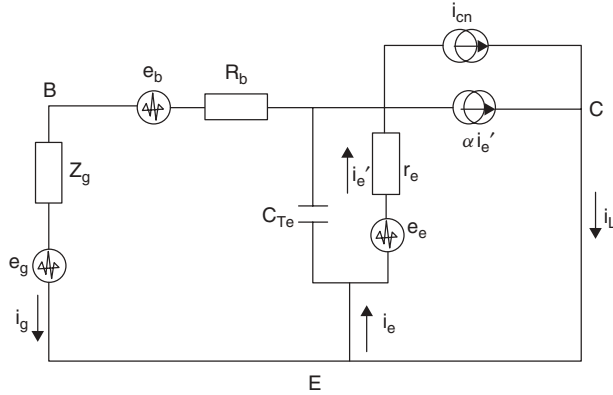 i_cn
e_b
R_b
B
C
α i_e'
Z_g
i_e'
r_e
C_Te
e_e
i_L
e_g
i_g
i_e
E